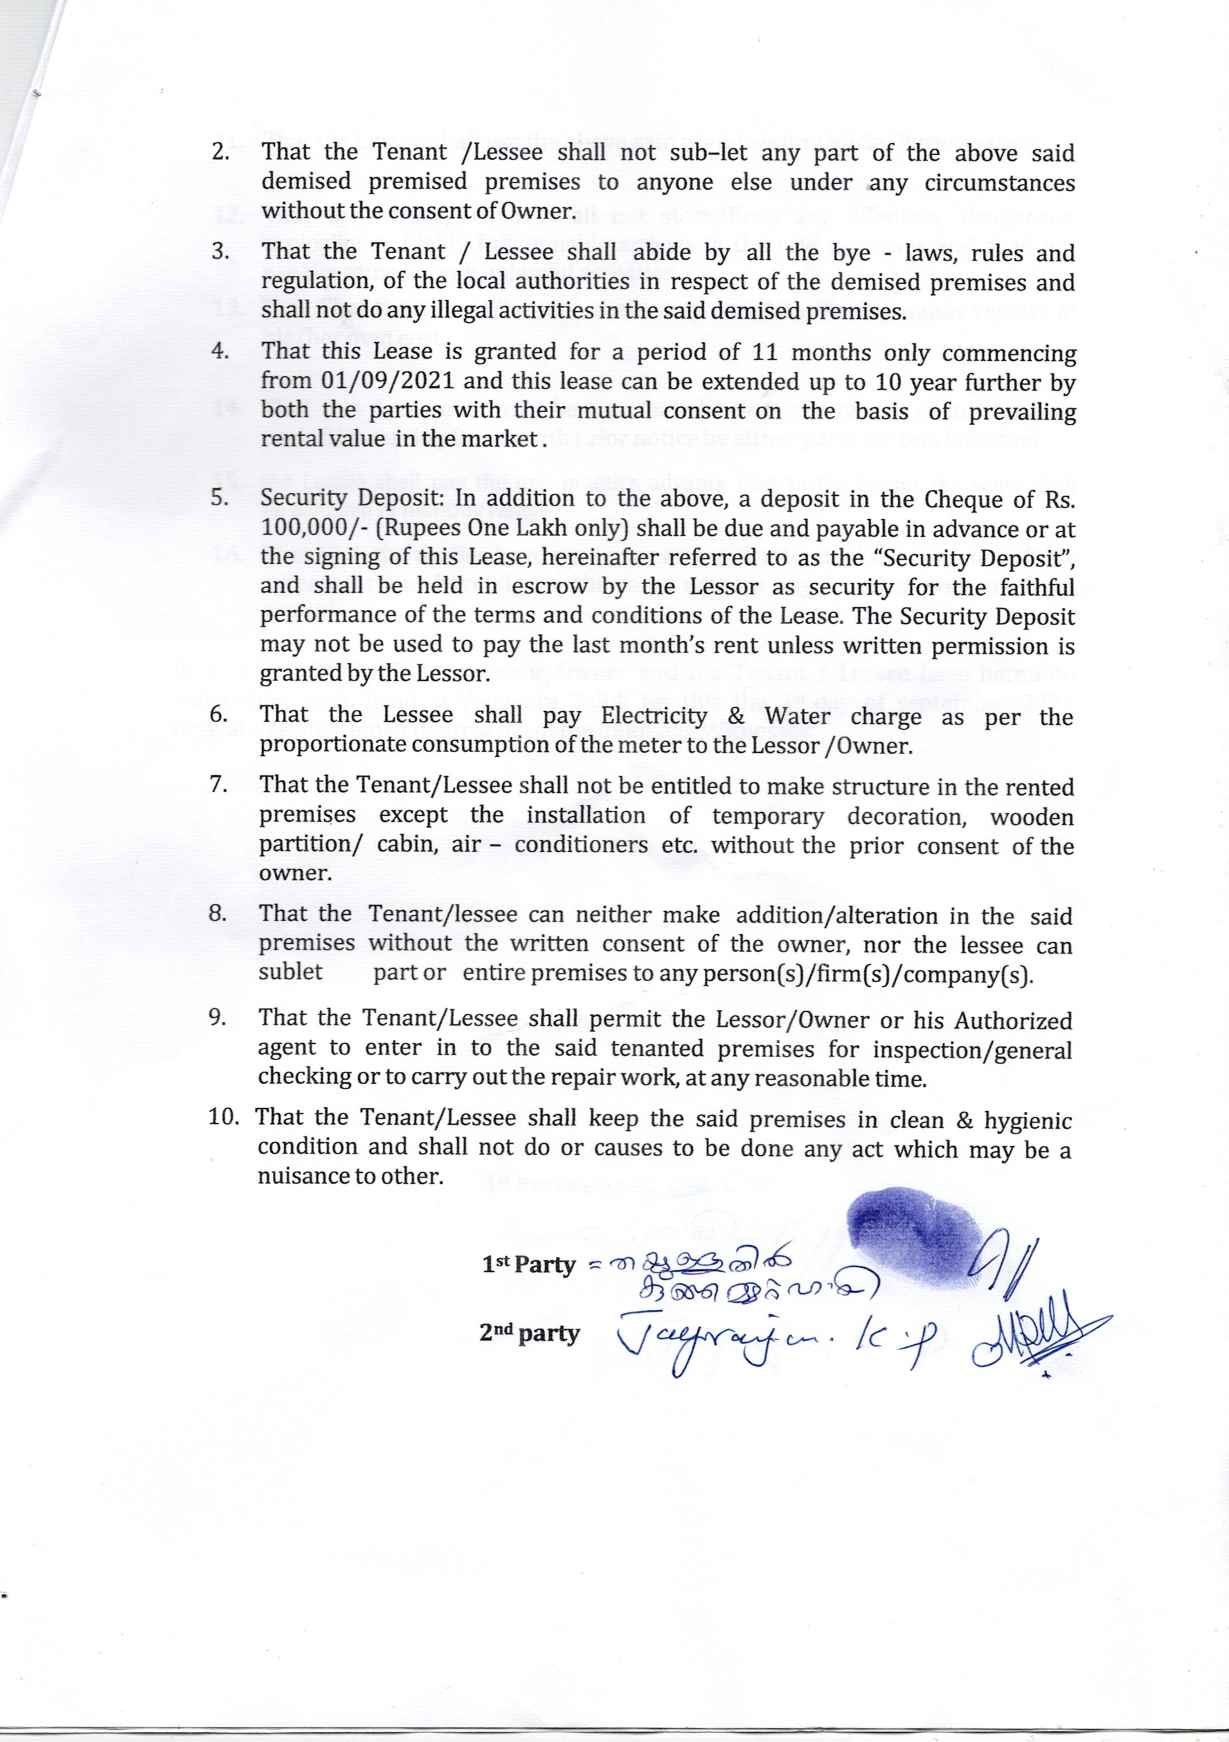 2. That the Tenant /Lessee shall not sub–let any part of the above said
demised premised premises to anyone else under any circumstances
without the consent of Owner.
3. That the Tenant / Lessee shall abide by all the bye - laws, rules and
regulation, of the local authorities in respect of the demised premises and
shall not do any illegal activities in the said demised premises.
4. That this Lease is granted for a period of 11 months only commencing
from 01/09/2021 and this lease can be extended up to 10 year further by
both the parties with their mutual consent on the basis of prevailing
rental value in the market.
5. Security Deposit: In addition to the above, a deposit in the Cheque of Rs.
100,000/- (Rupees One Lakh only) shall be due and payable in advance or at
the signing of this Lease, hereinafter referred to as the “Security Deposit”,
and shall be held in escrow by the Lessor as security for the faithful
performance of the terms and conditions of the Lease. The Security Deposit
may not be used to pay the last month’s rent unless written permission is
granted by the Lessor.
6. That the Lessee shall pay Electricity & Water charge as per the
proportionate consumption of the meter to the Lessor /Owner.
7. That the Tenant/Lessee shall not be entitled to make structure in the rented
premises except the installation of temporary decoration, wooden
partition/ cabin, air – conditioners etc. without the prior consent of the
owner.
8. That the Tenant/lessee can neither make addition/alteration in the said
premises without the written consent of the owner, nor the lessee can
sublet part or entire premises to any person(s)/firm(s)/company(s).
9. That the Tenant/Lessee shall permit the Lessor/Owner or his Authorized
agent to enter in to the said tenanted premises for inspection/general
checking or to carry out the repair work, at any reasonable time.
10. That the Tenant/Lessee shall keep the said premises in clean & hygienic
condition and shall not do or causes to be done any act which may be a
nuisance to other.
1st Party =
2nd party Jayarajan. K.P